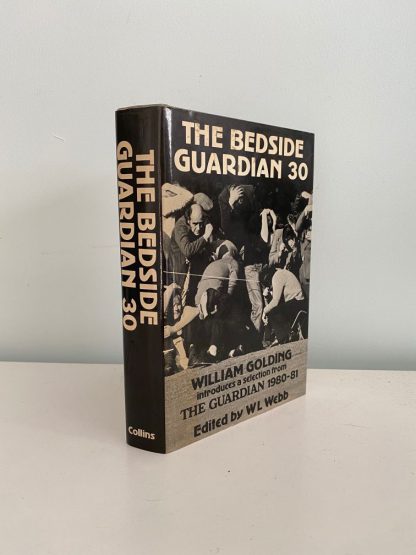 THE BEDSIDE
GUARDIAN 30
WILLIAM GOLDING
introduces a selection from
THE GUARDIAN 1980-81
Edited by W L Webb
THE BEDSIDE
GUARDIAN 30
Collins